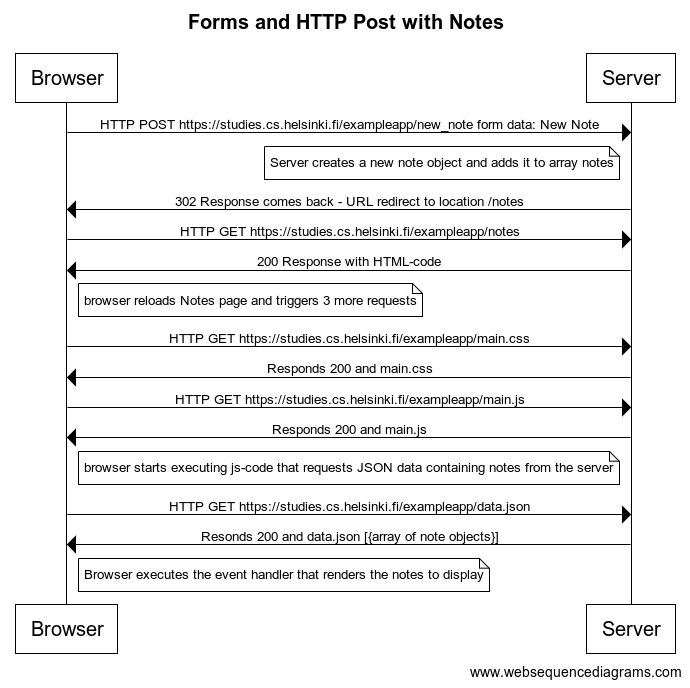 Forms and HTTP Post with Notes
Browser
Server
HTTP POST https://studies.cs.helsinki.fi/exampleapp/new_note form data: New Note
Server creates a new note object and adds it to array notes
302 Response comes back - URL redirect to location /notes
HTTP GET https://studies.cs.helsinki.fi/exampleapp/notes
200 Response with HTML-code
browser reloads Notes page and triggers 3 more requests
HTTP GET https://studies.cs.helsinki.fi/exampleapp/main.css
Responds 200 and main.css
HTTP GET https://studies.cs.helsinki.fi/exampleapp/main.js
Responds 200 and main.js
browser starts executing js-code that requests JSON data containing notes from the server
HTTP GET https://studies.cs.helsinki.fi/exampleapp/data.json
Resonds 200 and data.json [{array of note objects}]
Browser executes the event handler that renders the notes to display
Browser
Server
www.websequencediagrams.com